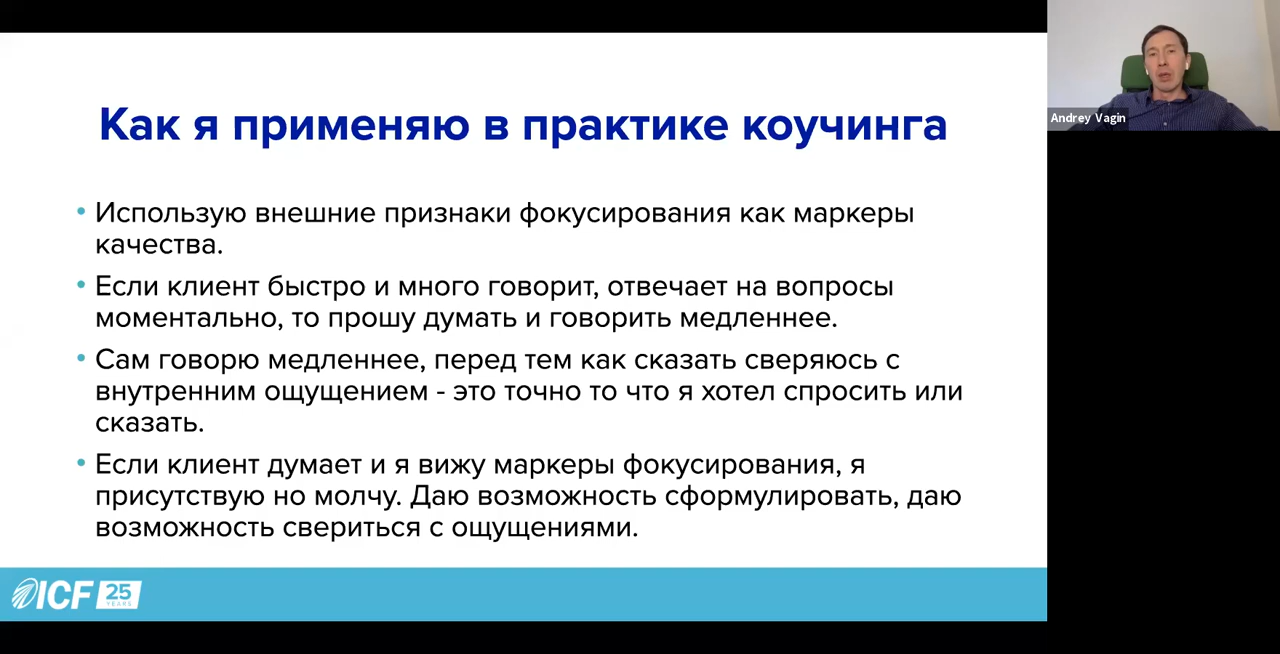 Как я применяю в практике коучинга
Andrey Vagin
• Использую внешние признаки фокусирования как маркеры
качества.
• Если клиент быстро и много говорит, отвечает на вопросы
моментально, то прошу думать и говорить медленнее.
• Сам говорю медленнее, перед тем как сказать сверяюсь с
внутренним ощущением - это точно то что я хотел спросить или
сказать.
• Если клиент думает и я вижу маркеры фокусирования, я
присутствую но молчу. Даю возможность сформулировать, даю
возможность свериться с ощущениями.
ICF 25
YEARS